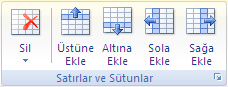 Sil
Üstüne Ekle
Altına Ekle
Sola Ekle
Sağa Ekle
Satırlar ve Sütunlar